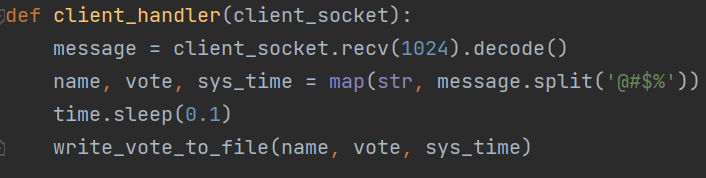 def client_handler(client_socket):
    message = client_socket.recv(1024).decode()
    name, vote, sys_time = map(str, message.split('@#$%'))
    time.sleep(0.1)
    write_vote_to_file(name, vote, sys_time)